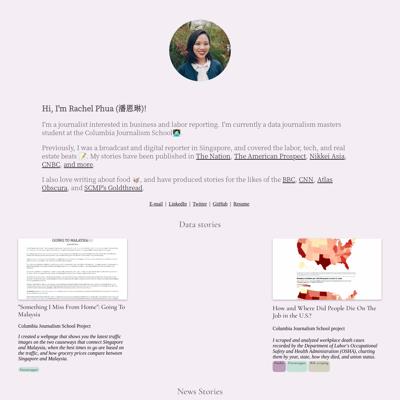 Hi, I'm Rachel Phua (潘恩琳)!
I'm a journalist interested in business and labor reporting. I'm currently a data journalism masters
student at the Columbia Journalism School
Previously, I was a broadcast and digital reporter in Singapore, and covered the labor, tech, and real
estate beats. My stories have been published in The Nation, The American Prospect, Nikkei Asia,
CNBC, and more.
I also love writing about food, and have produced stories for the likes of the BBC, CNN, Atlas
Obscura, and SCMP's Goldthread.
E-mail | LinkedIn | Twitter | GitHub | Resume
Data stories
GOING TO MALAYSIA
"Something I Miss From Home": Going To
Malaysia
Columbia Journalism School Project
I created a webpage that shows you the latest traffic
images on the two causeways that connect Singapore
and Malaysia, when the best times to go are based on
the traffic, and how grocery prices compare between
Singapore and Malaysia.
How and Where Did People Die On The
Job in the U.S.?
Columbia Journalism School project
I scraped and analyzed workplace death cases
recorded by the Department of Labor's Occupational
Safety and Health Administration (OSHA), charting
them by year, state, how they died, and union status.
Web scraping
News Stories